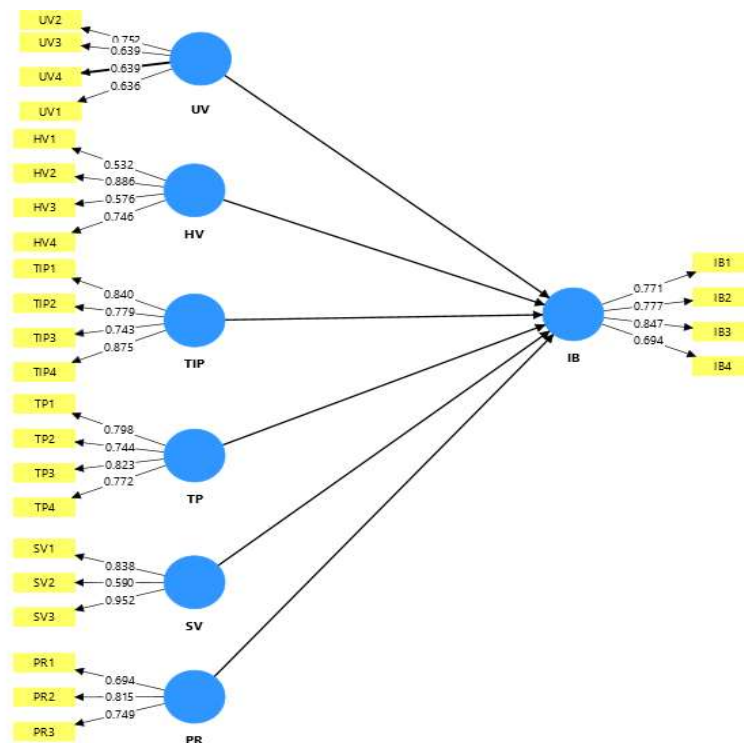 UV2
0.752
UV3
0.639
UV4
0.639
UV1
0.636
UV
HV1
0.532
HV2
0.886
HV3
0.576
HV4
0.746
HV
TIP1
0.840
TIP2
0.779
TIP3
0.743
TIP4
0.875
TIP
TP1
0.798
TP2
0.744
TP3
0.823
TP4
0.772
TP
SV1
0.838
SV2
0.590
SV3
0.952
SV
PR1
0.694
PR2
0.815
PR3
0.749
PR
IB
IB1
0.771
IB2
0.777
IB3
0.847
IB4
0.694